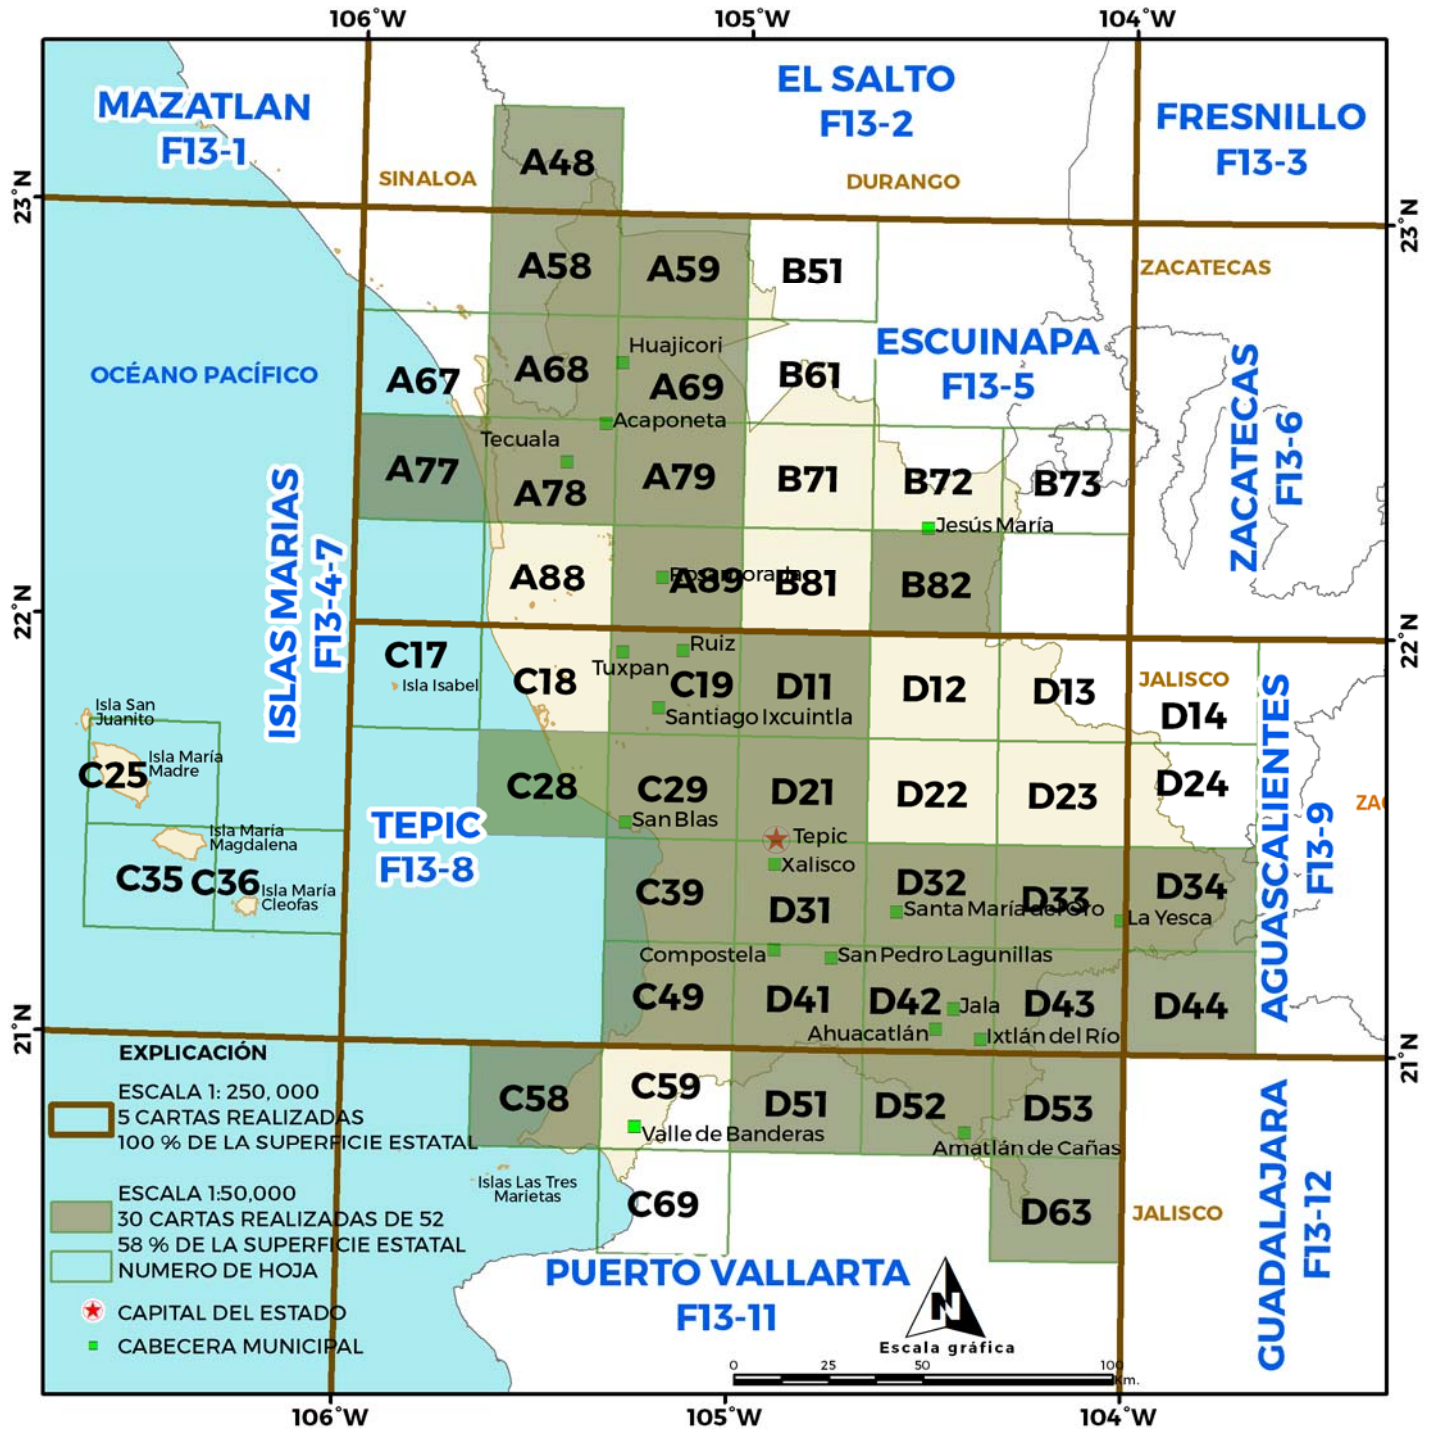 106°W
105°W
104°W
MAZATLAN
F13-1
EL SALTO
F13-2
FRESNILLO
F13-3
A48
SINALOA
DURANGO
23°N
23°N
A58
A59
B51
ZACATECAS
OCÉANO PACÍFICO
A67
A68
Huajicori
A69
B61
ESCUINAPA
F13-5
ZACATECAS
F13-6
Acaponeta
Tecuala
A77
A78
A79
B71
B72
B73
Jesús María
ISLAS MARIAS
F13-4-7
A88
Rosamorada
A89
B81
B82
22°N
22°N
C17
Isla Isabel
C18
Tuxpan
Ruiz
C19
Santiago Ixcuintla
D11
D12
D13
JALISCO
D14
Isla San
Juanito
Isla María
Madre
C25
C28
C29
San Blas
D21
D22
D23
D24
AGUASCALIENTES
F13-9
ZAC
TEPIC
F13-8
Tepic
Xalisco
Isla María
Magdalena
C35
C36
Isla María
Cleofas
C39
D31
D32
Santa María del Oro
D33
D34
La Yesca
Compostela
San Pedro Lagunillas
C49
D41
D42
Jala
D43
D44
Ahuacatlán
Ixtlán del Río
21°N
21°N
EXPLICACIÓN
ESCALA 1: 250, 000
5 CARTAS REALIZADAS
100 % DE LA SUPERFICIE ESTATAL
ESCALA 1:50,000
30 CARTAS REALIZADAS DE 52
58 % DE LA SUPERFICIE ESTATAL
NUMERO DE HOJA
CAPITAL DEL ESTADO
CABECERA MUNICIPAL
C58
C59
Valle de Banderas
D51
D52
D53
Amatlán de Cañas
Islas Las Tres
Marietas
C69
D63
JALISCO
GUADALAJARA
F13-12
PUERTO VALLARTA
F13-11
N
Escala gráfica
0
25
50
100
Km.
106°W
105°W
104°W